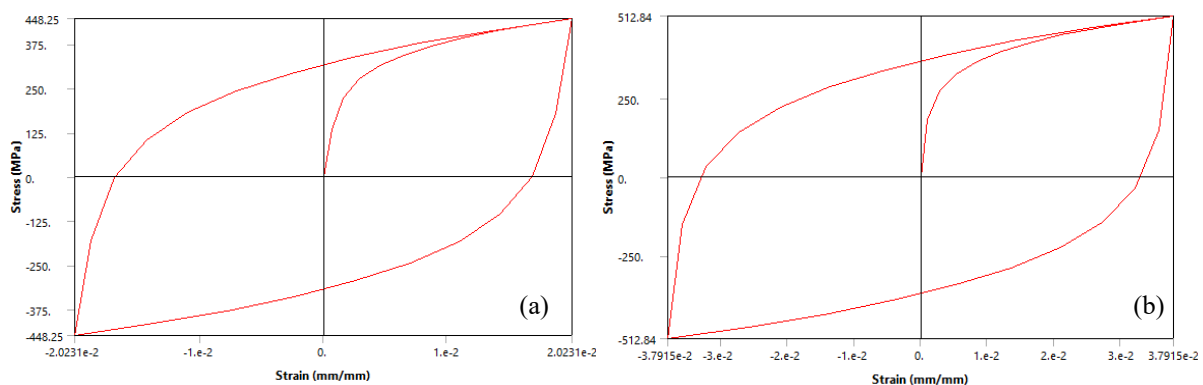 448.25
375.
250.
125.
0.
-125.
-250.
-375.
-448.25
Stress (MPa)
-2.0231e-2
-1.e-2
0.
1.e-2
2.0231e-2
Strain (mm/mm)
(a)
512.84
250.
0.
-250.
-512.84
Stress (MPa)
-3.7915e-2
-3.e-2
-2.e-2
-1.e-2
0.
1.e-2
2.e-2
3.7915e-2
Strain (mm/mm)
(b)